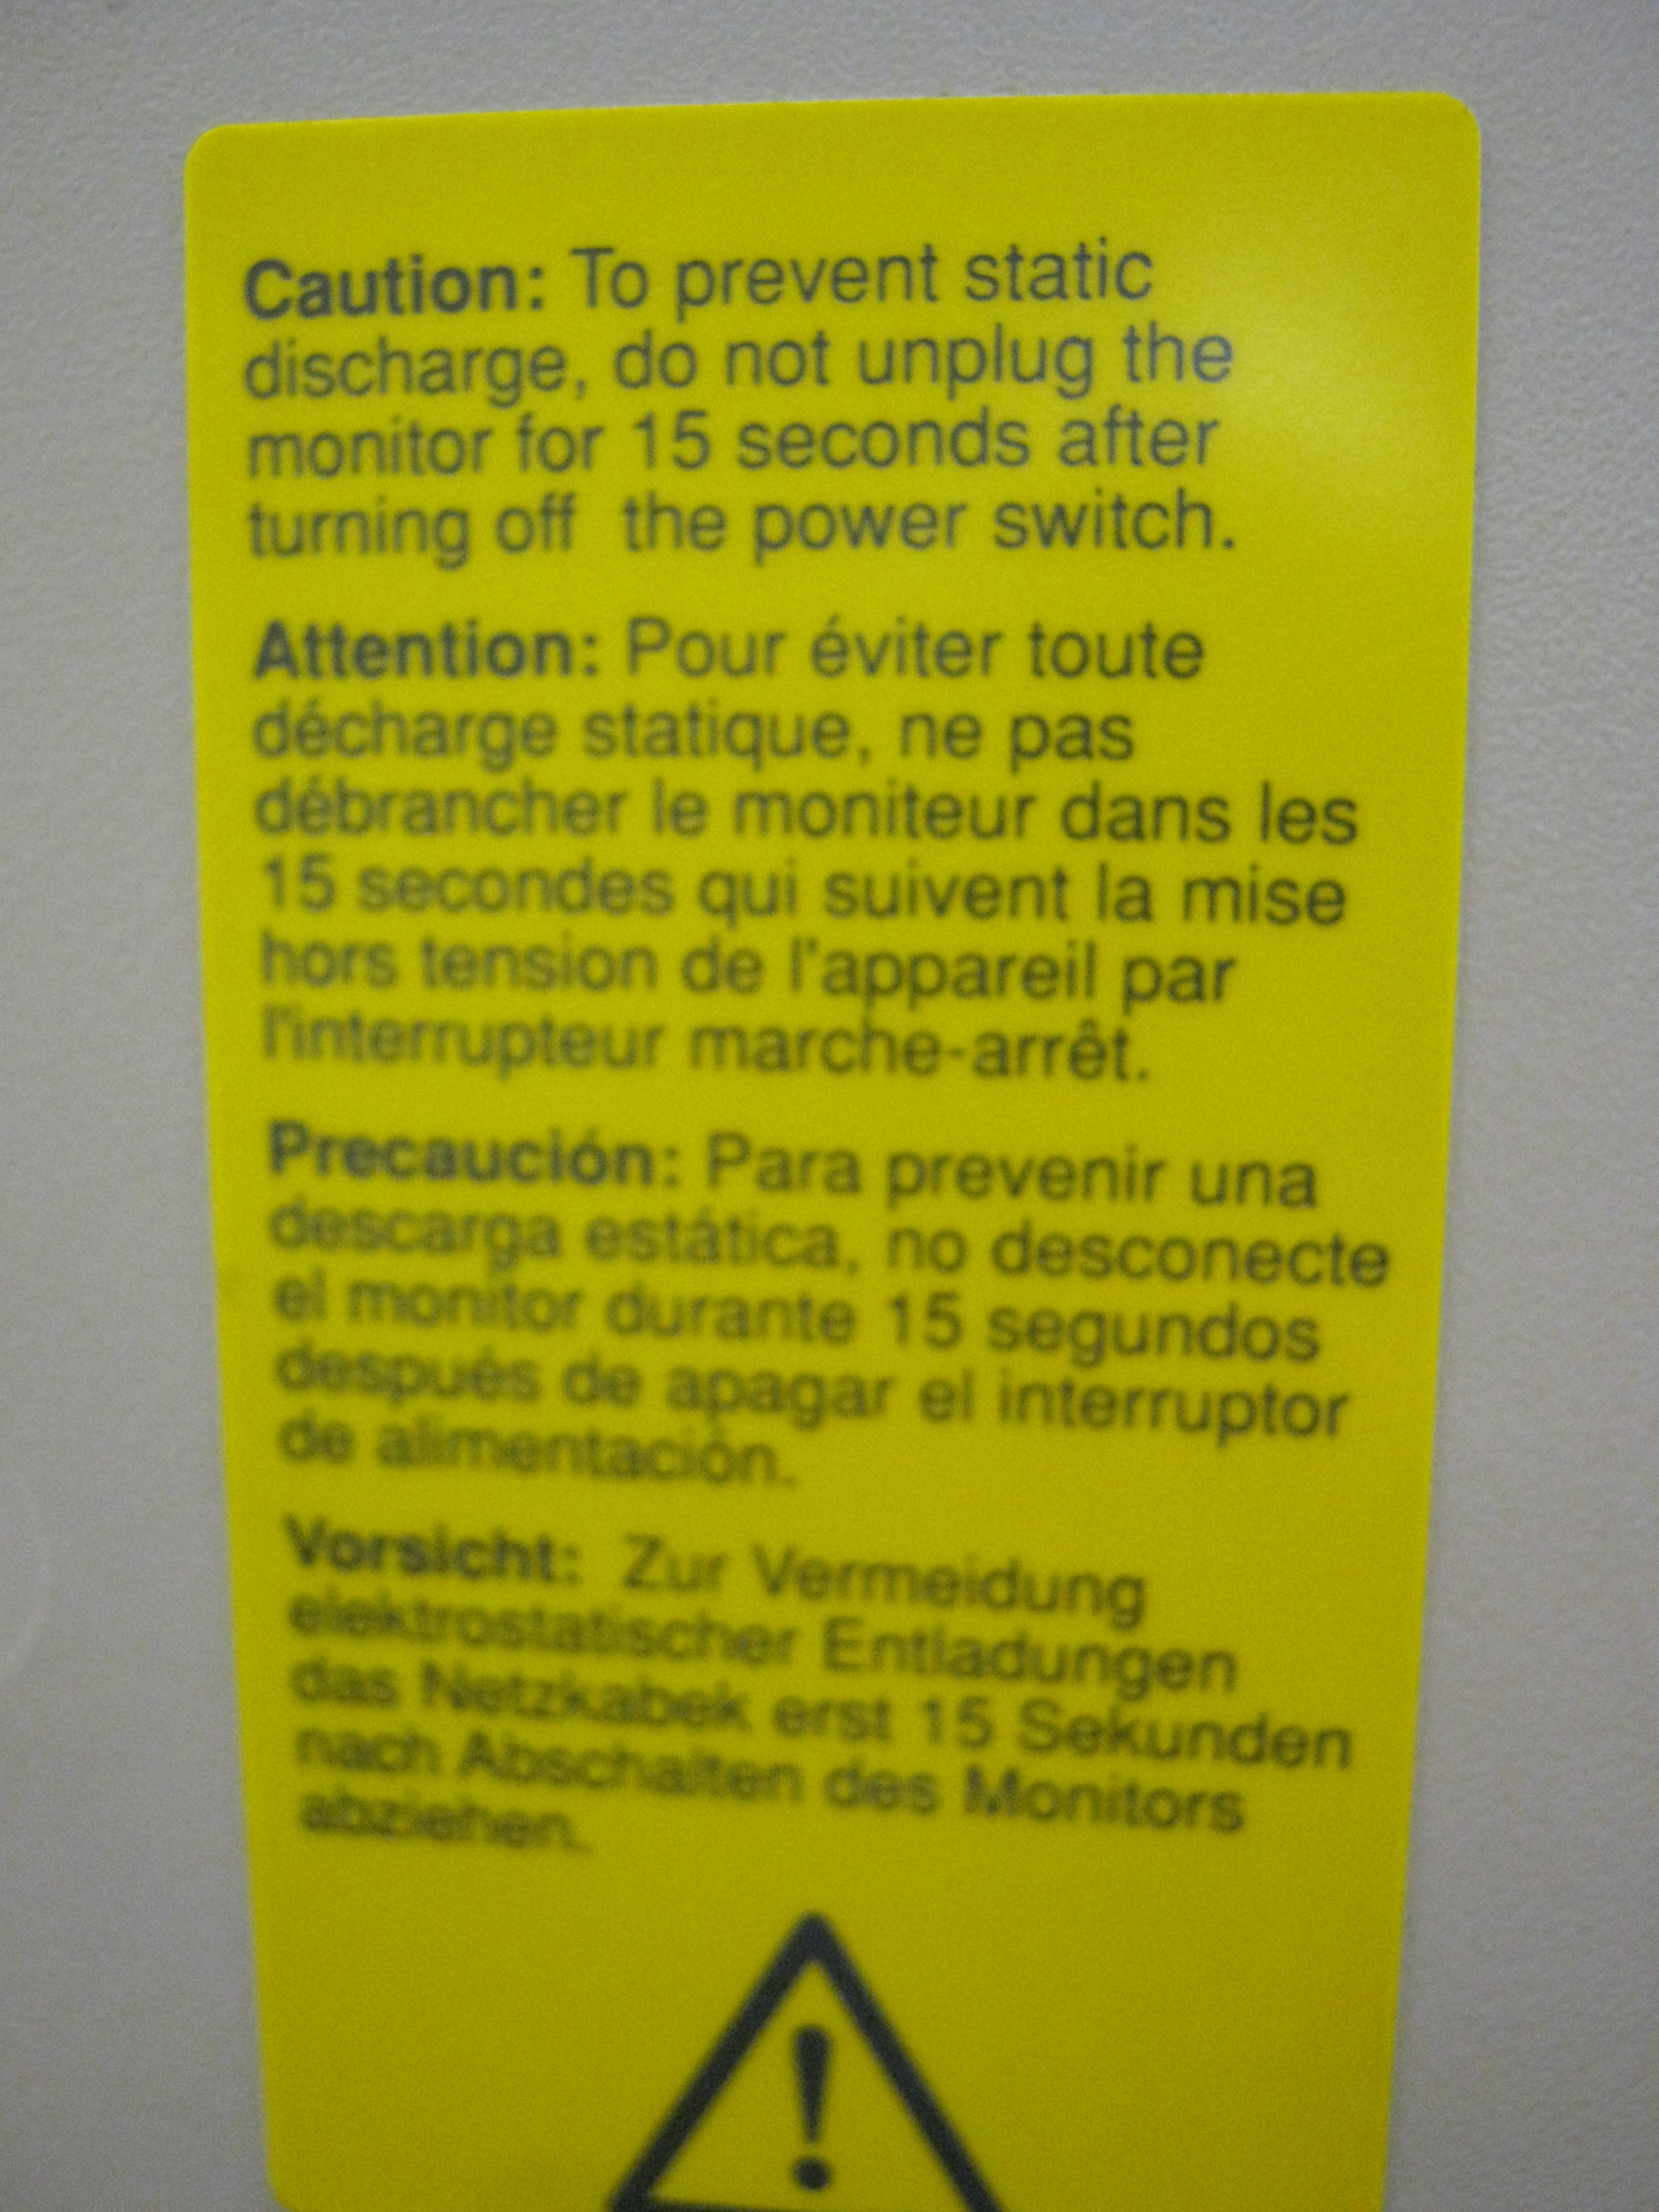 Caution: To prevent static
discharge, do not unplug the
monitor for 15 seconds after
turning off the power switch.
Attention: Pour éviter toute
décharge statique, ne pas
débrancher le moniteur dans les
15 secondes qui suivent la mise
hors tension de l'appareil par
l'interrupteur marche-arrêt.
Precaución: Para prevenir una
descarga estática, no desconecte
el monitor durante 15 segundos
después de apagar el interruptor
de alimentación.
Vorsicht: Zur Vermeidung
elektrostatischer Entladungen
das Netzkabek erst 15 Sekunden
nach Abschalten des Monitors
abziehen.
!